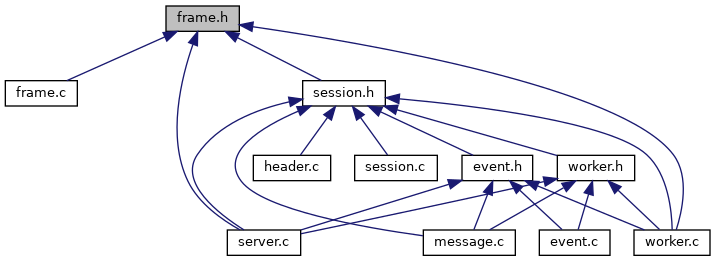 frame.h
frame.c
session.h
header.c
session.c
event.h
worker.h
server.c
message.c
event.c
worker.c